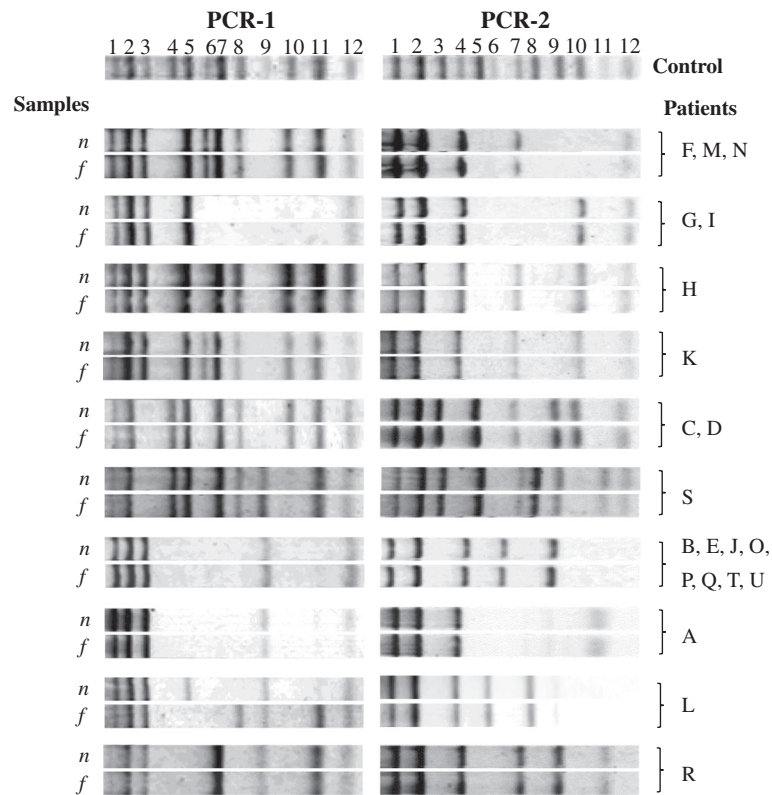 PCR-1 PCR-2
1 2 3 4 5 67 8 9 10 11 12 1 2 3 4 5 6 7 8 9 10 11 12
Control
Samples Patients
n
f
F, M, N
n
f
G, I
n
f
H
n
f
K
n
f
C, D
n
f
S
n
f
B, E, J, O,
P, Q, T, U
n
f
A
n
f
L
n
f
R